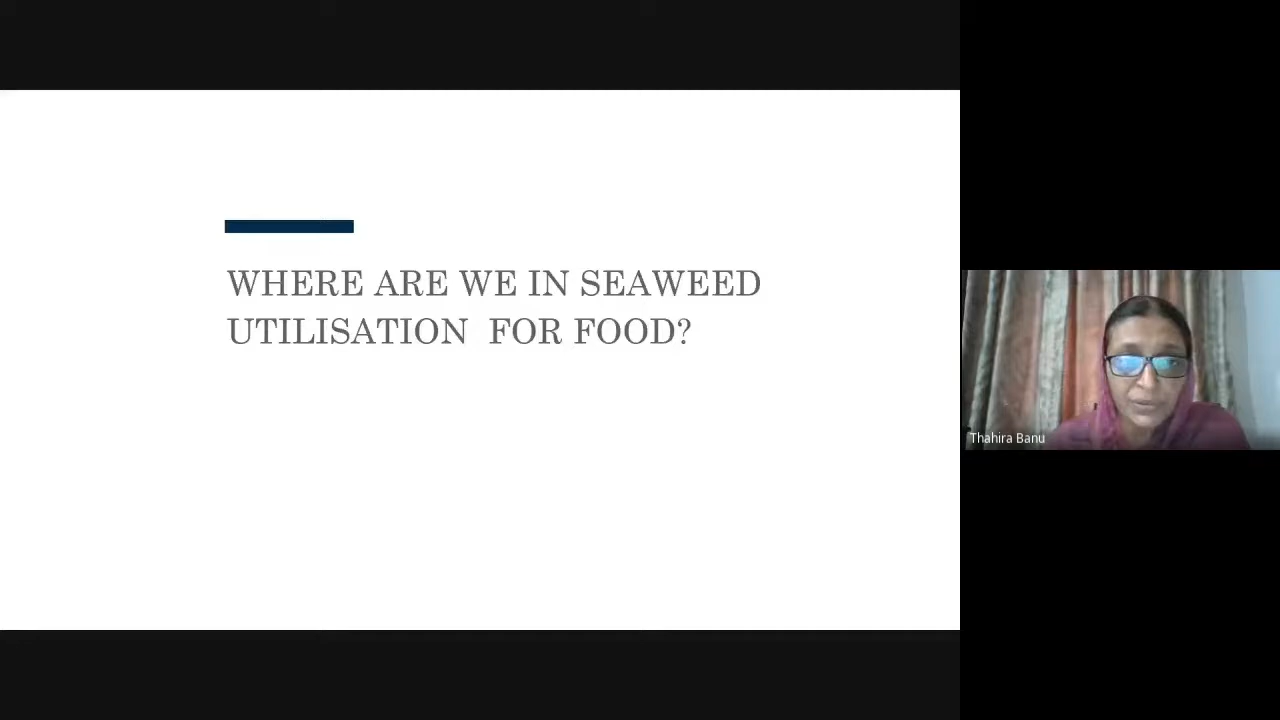 WHERE ARE WE IN SEAWEED
UTILISATION FOR FOOD?
Thahira Banu